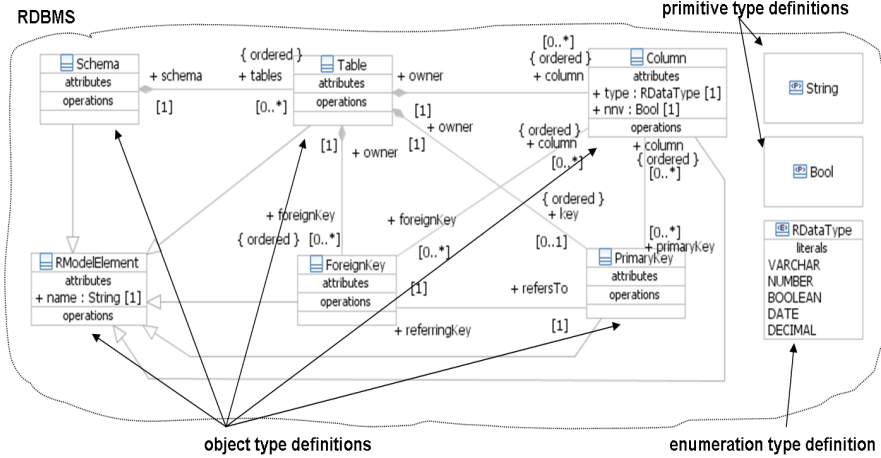 RDBMS
primitive type definitions
Schema
attributes
operations
+ schema
[1]
{ ordered }
+ tables
[0..*]
Table
attributes
operations
+ owner
[1]
[0..*]
{ ordered }
+ column
Column
attributes
+ type : RDataType [1]
+ nnv : Bool [1]
operations
String
Bool
RDataType
literals
VARCHAR
NUMBER
BOOLEAN
DATE
DECIMAL
[1]
+ owner
+ owner
[1]
{ ordered }
+ column
[0..*]
+ column
{ ordered }
[0..*]
+ foreignKey
{ ordered }
[0..*]
+ foreignKey
[0..*]
{ ordered }
+ key
[0..1]
[0..*]
+ primaryKey
RModelElement
attributes
+ name : String [1]
operations
ForeignKey
attributes
operations
[1]
+ referringKey
+ refersTo
[1]
PrimaryKey
attributes
operations
object type definitions
enumeration type definition